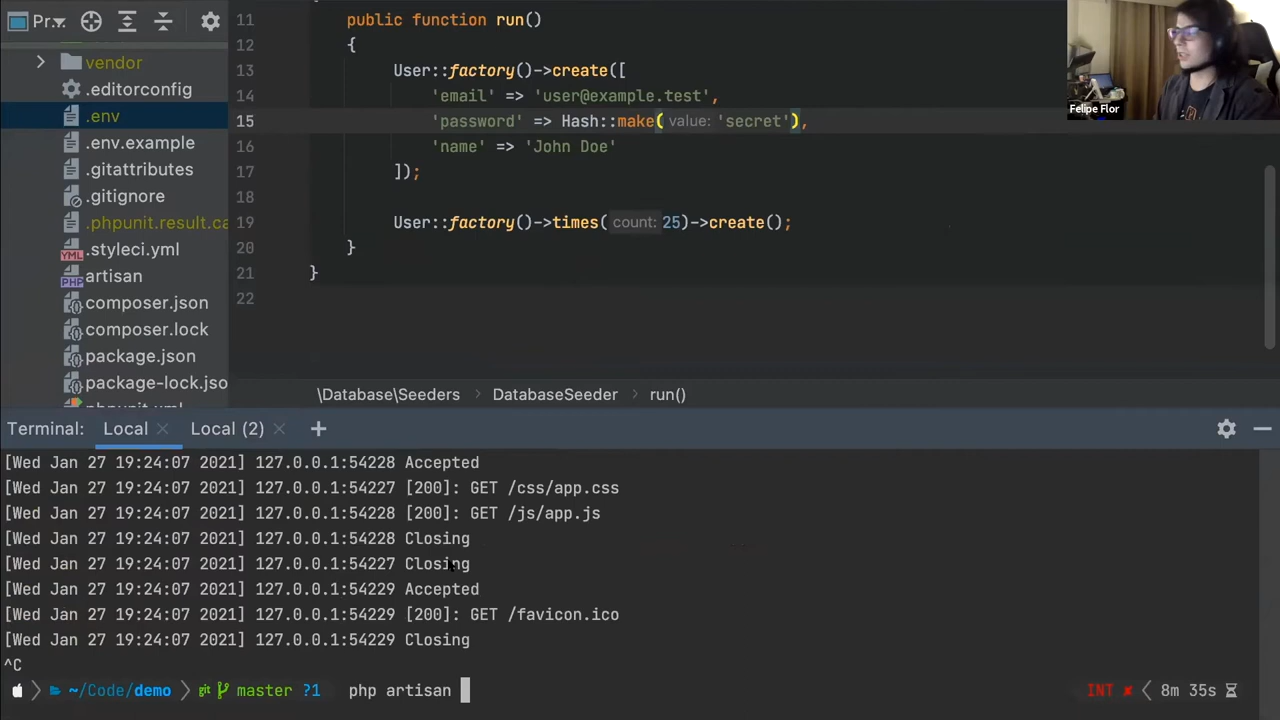 Pr...
vendor
.editorconfig
.env
.env.example
.gitattributes
.gitignore
.phpunit.result.ca
.styleci.yml
artisan
composer.json
composer.lock
package.json
package-lock.jso
phpunit.xml
11 public function run()
12 {
13 User::factory()->create([
14 'email' => 'user@example.test',
15 'password' => Hash::make( value: 'secret'),
16 'name' => 'John Doe'
17 ]);
18
19 User::factory()->times( count: 25)->create();
20 }
21 }
22
\Database\Seeders > DatabaseSeeder > run()
Felipe Flor
Terminal: Local × Local (2) × +
[Wed Jan 27 19:24:07 2021] 127.0.0.1:54228 Accepted
[Wed Jan 27 19:24:07 2021] 127.0.0.1:54227 [200]: GET /css/app.css
[Wed Jan 27 19:24:07 2021] 127.0.0.1:54228 [200]: GET /js/app.js
[Wed Jan 27 19:24:07 2021] 127.0.0.1:54228 Closing
[Wed Jan 27 19:24:07 2021] 127.0.0.1:54227 Closing
[Wed Jan 27 19:24:07 2021] 127.0.0.1:54229 Accepted
[Wed Jan 27 19:24:07 2021] 127.0.0.1:54229 [200]: GET /favicon.ico
[Wed Jan 27 19:24:07 2021] 127.0.0.1:54229 Closing
^C
~/Code/demo git master ?1 php artisan INT ✘ 8m 35s